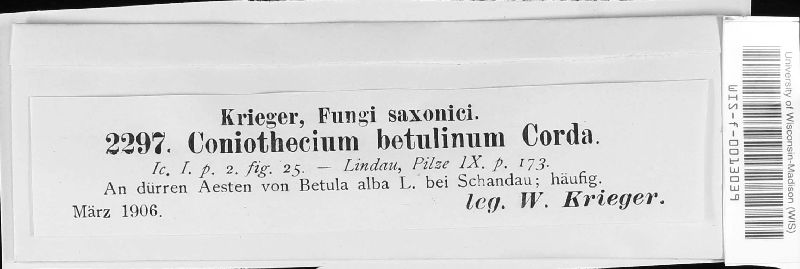 Krieger, Fungi saxonici.
2297. Coniothecium betulinum Corda.
Ic. I. p. 2. fig. 25. — Lindau, Pilze IX. p. 173.
An dürren Aesten von Betula alba L. bei Schandau; häufig.
März 1906.
leg. W. Krieger.
University of Wisconsin-Madison (WIS)
WIS-f-0013039